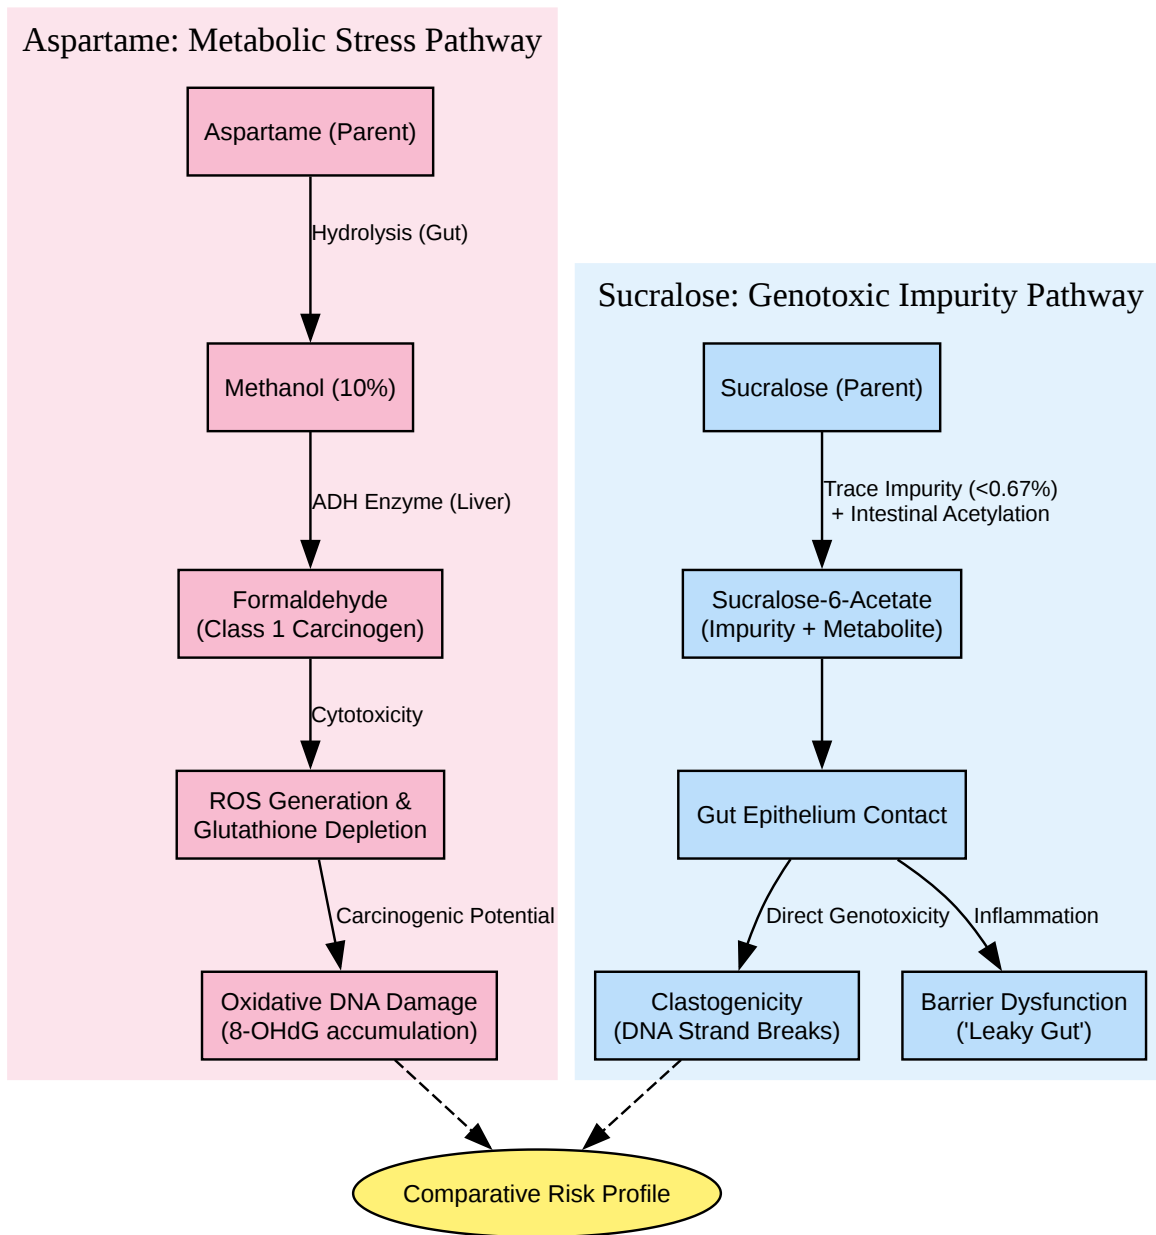 Aspartame: Metabolic Stress Pathway
Aspartame (Parent)
Hydrolysis (Gut)
Methanol (10%)
ADH Enzyme (Liver)
Formaldehyde
(Class 1 Carcinogen)
Cytotoxicity
ROS Generation &
Glutathione Depletion
Carcinogenic Potential
Oxidative DNA Damage
(8-OHdG accumulation)
Sucralose: Genotoxic Impurity Pathway
Sucralose (Parent)
Trace Impurity (<0.67%)
+ Intestinal Acetylation
Sucralose-6-Acetate
(Impurity + Metabolite)
Gut Epithelium Contact
Direct Genotoxicity
Inflammation
Clastogenicity
(DNA Strand Breaks)
Barrier Dysfunction
('Leaky Gut')
Comparative Risk Profile